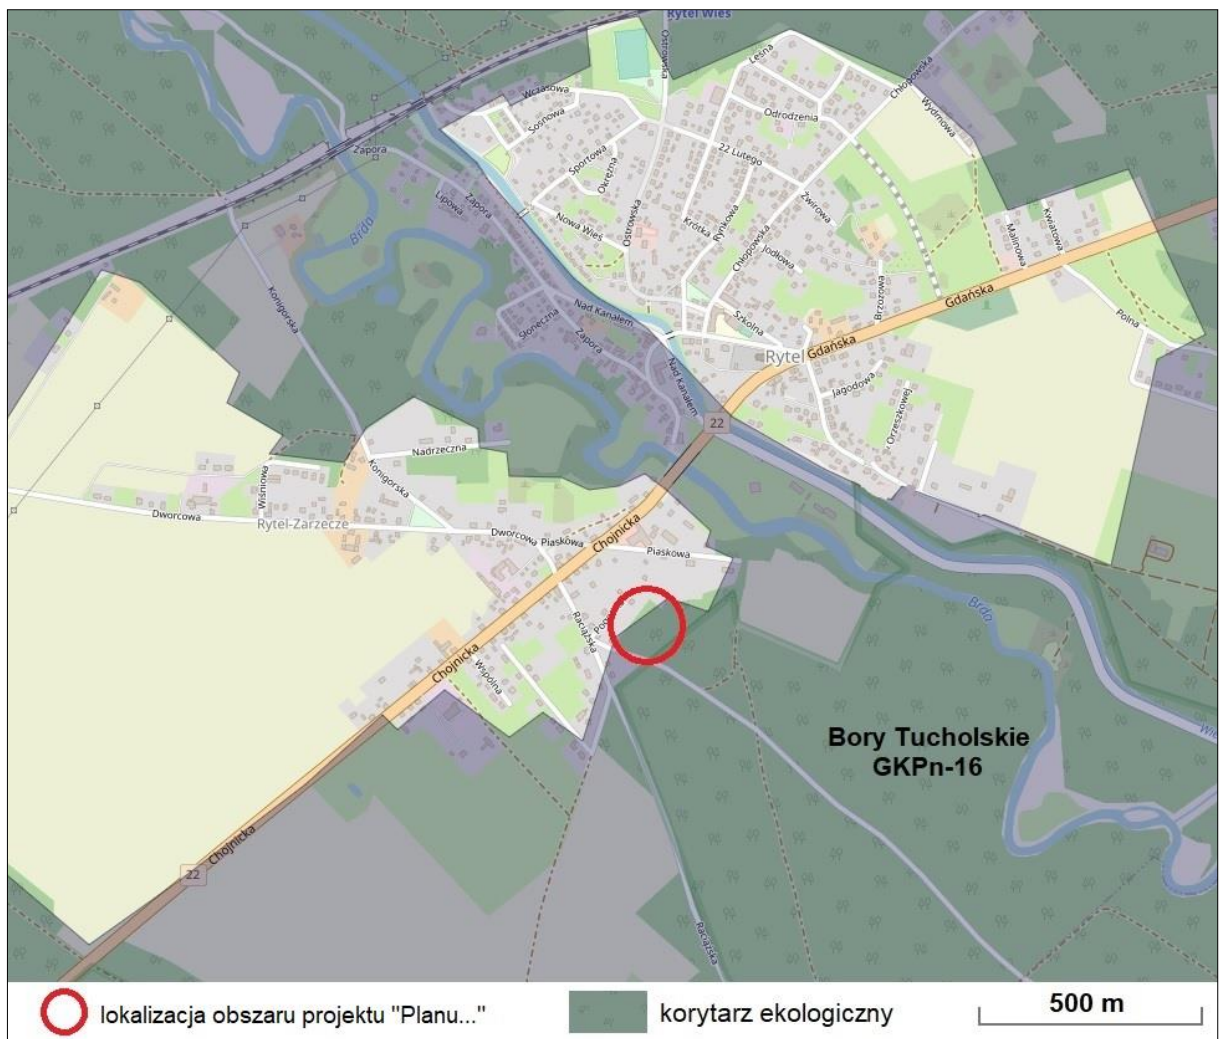 Rytel Wieś
Ostrowska
Leśna
Chłopowska
Wczasowa
Sosnowa
Odrodzenia
Wydmowa
Zapora
22 Lutego
Sportowa
Okrężna
Lipowa
Zapora
Żwirowa
Kwiatowa
Malinowa
Brda
Nowa Wieś
Ostrowska
Krótka
Rynkowa
Chłopowska
Jodłowa
Brzozowa
Gdańska
Konigorska
Nad Kanałem
Słoneczna
Zapora
Szkolna
Polna
Rytel
Gdańska
Nad Kanałem
Jagodowa
Orzeszkowej
22
Nadrzeczna
Konigorska
Wiśniowa
Dworcowa
Rytel-Zarzecze
Dworcowa
Piaskowa
Chojnicka
Piaskowa
Brda
Raciąska
Chojnicka
Wspólna
Bory Tucholskie
GKPn-16
Chojnicka
22
Raciąska
lokalizacja obszaru projektu "Planu..."
korytarz ekologiczny
500 m